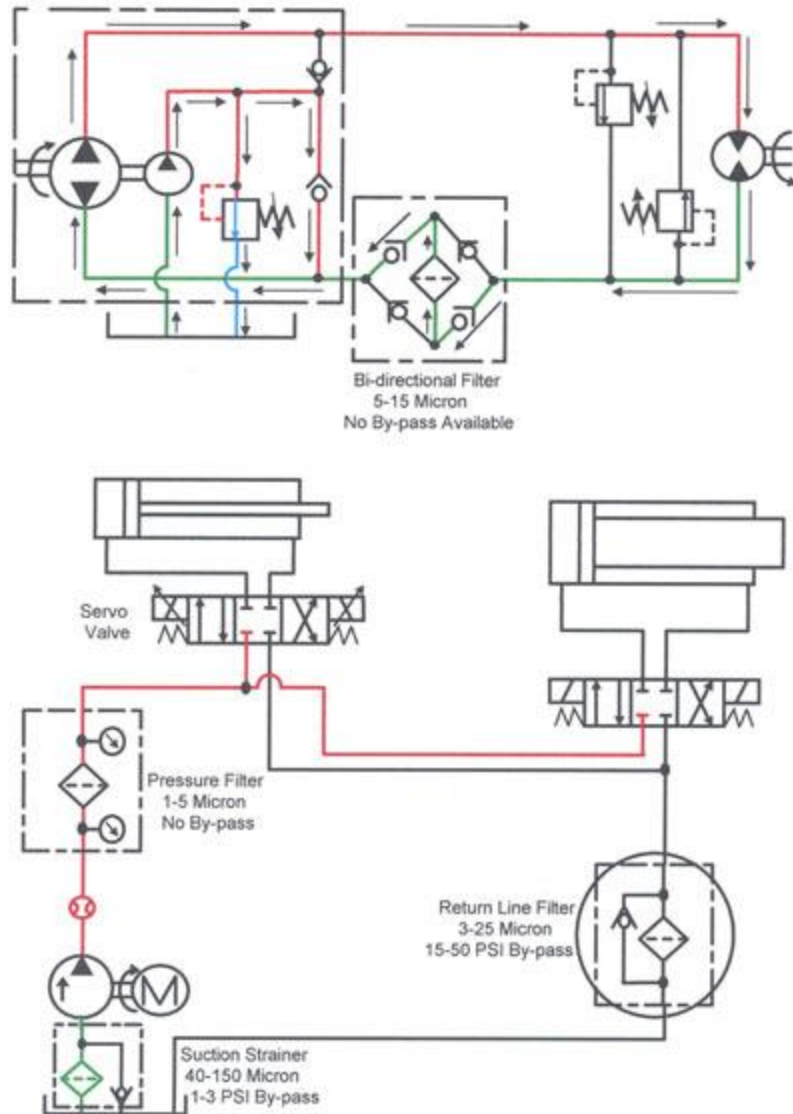 Bi-directional Filter
5-15 Micron
No By-pass Available
Servo
Valve
Pressure Filter
1-5 Micron
No By-pass
Return Line Filter
3-25 Micron
15-50 PSI By-pass
M
Suction Strainer
40-150 Micron
1-3 PSI By-pass